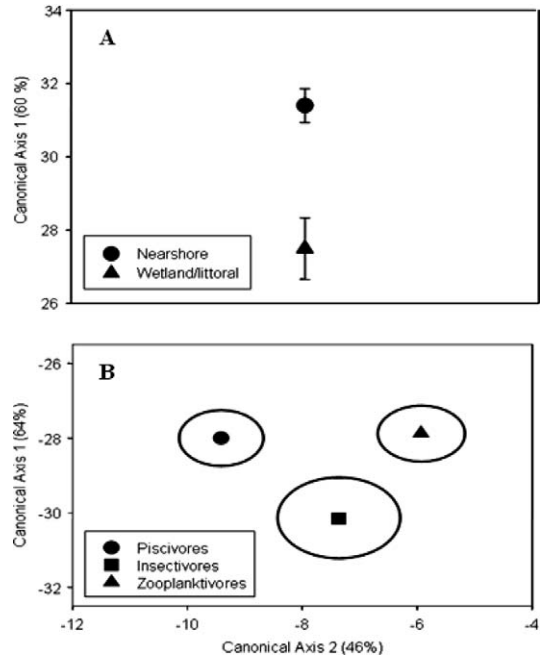 34
A
32
30
28
26
Canonical Axis 1 (60 %)
Nearshore
Wetland/littoral
-26
B
-28
-30
-32
Canonical Axis 1 (64%)
Piscivores
Insectivores
Zooplanktivores
-12 -10 -8 -6 -4
Canonical Axis 2 (46%)